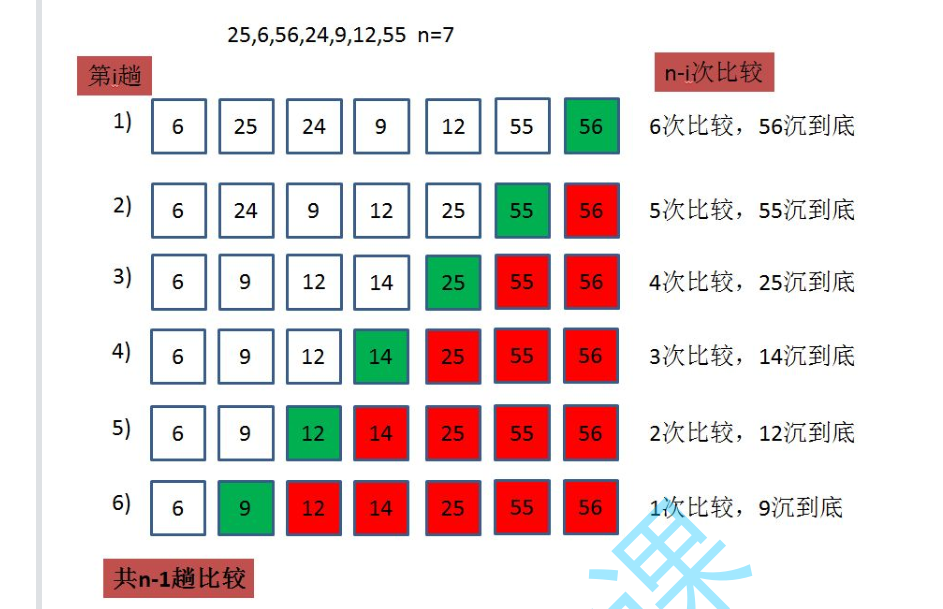 25,6,56,24,9,12,55 n=7
第i趟
n-i次比较
1) 6 25 24 9 12 55 56 6次比较，56沉到底
2) 6 24 9 12 25 55 56 5次比较，55沉到底
3) 6 9 12 14 25 55 56 4次比较，25沉到底
4) 6 9 12 14 25 55 56 3次比较，14沉到底
5) 6 9 12 14 25 55 56 2次比较，12沉到底
6) 6 9 12 14 25 55 56 1次比较，9沉到底
共n-1趟比较
课